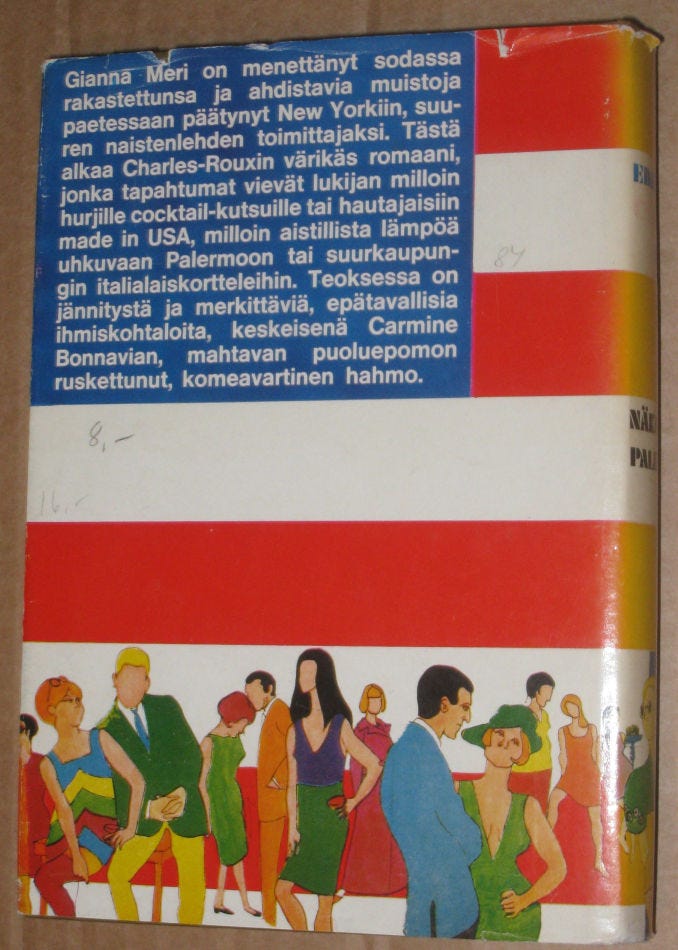 Gianna Meri on menettänyt sodassa
rakastettunsa ja ahdistavia muistoja
paetessaan päätynyt New Yorkiin, suu-
ren naistenlehden toimittajaksi. Tästä
alkaa Charles-Rouxin värikäs romaani,
jonka tapahtumat vievät lukijan milloin
hurjille cocktail-kutsuille tai hautajaisiin
made in USA, milloin aistillista lämpöä
uhkuvaan Palermoon tai suurkaupun-
gin italialaiskortteleihin. Teoksessa on
jännitystä ja merkittäviä, epätavallisia
ihmiskohtaloita, keskeisenä Carmine
Bonnavian, mahtavan puoluepomon
ruskettunut, komeavartinen hahmo.
84
8,-
16,-